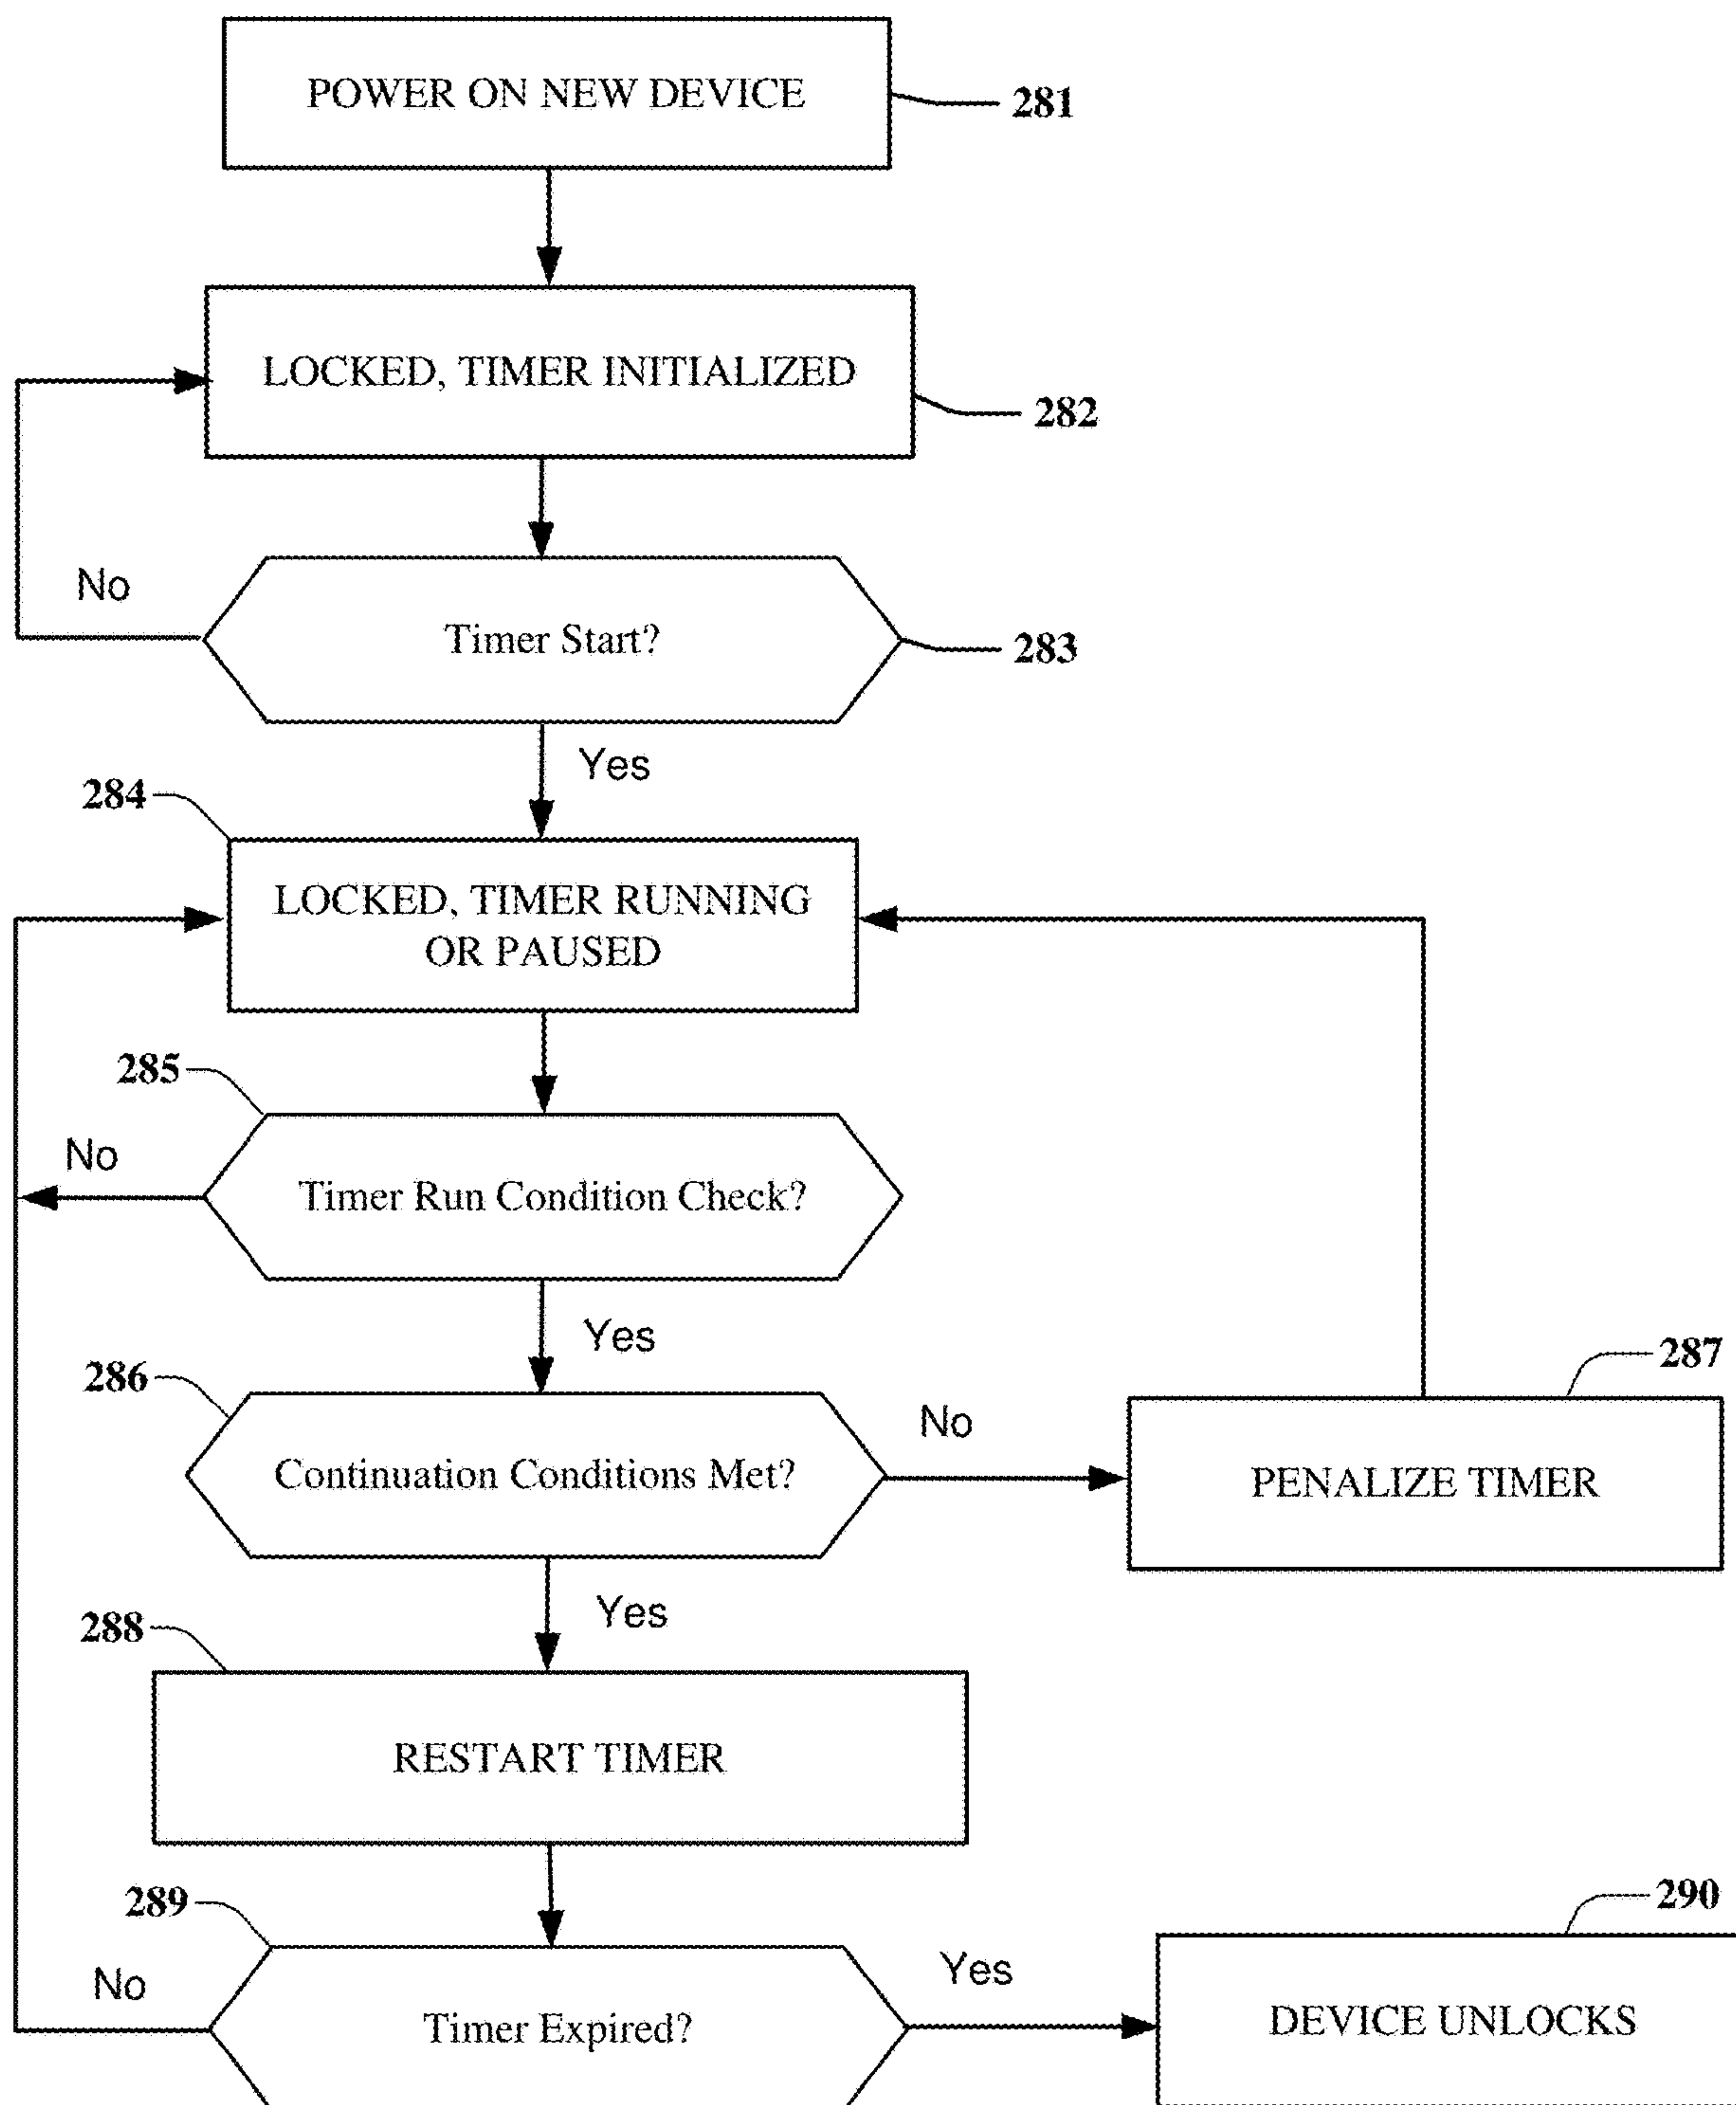 POWER ON NEW DEVICE
281
LOCKED, TIMER INITIALIZED
282
No
Timer Start?
283
Yes
284
LOCKED, TIMER RUNNING
OR PAUSED
285
No
Timer Run Condition Check?
Yes
286
Continuation Conditions Met?
No
287
PENALIZE TIMER
Yes
288
RESTART TIMER
289
No
Timer Expired?
Yes
290
DEVICE UNLOCKS